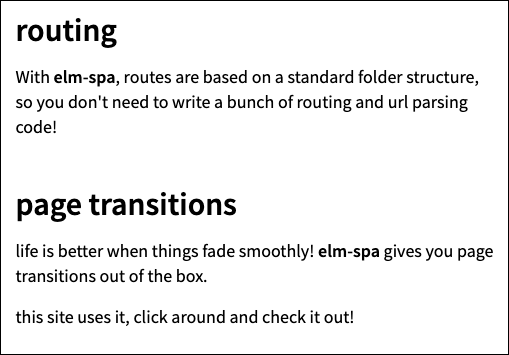 routing
With elm-spa, routes are based on a standard folder structure,
so you don't need to write a bunch of routing and url parsing
code!
page transitions
life is better when things fade smoothly! elm-spa gives you page
transitions out of the box.
this site uses it, click around and check it out!